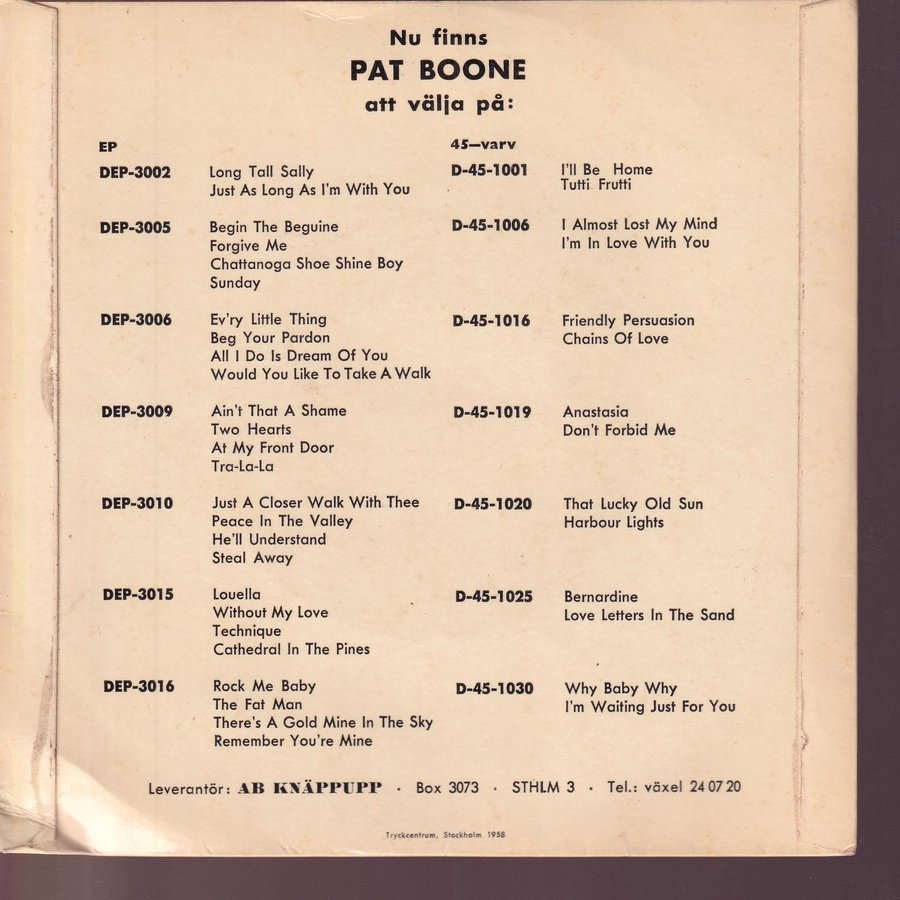 Nu finns
PAT BOONE
att välja på:
EP
DEP-3002 Long Tall Sally
Just As Long As I'm With You
DEP-3005 Begin The Beguine
Forgive Me
Chattanoga Shoe Shine Boy
Sunday
DEP-3006 Ev'ry Little Thing
Beg Your Pardon
All I Do Is Dream Of You
Would You Like To Take A Walk
DEP-3009 Ain't That A Shame
Two Hearts
At My Front Door
Tra-La-La
DEP-3010 Just A Closer Walk With Thee
Peace In The Valley
He'll Understand
Steal Away
DEP-3015 Louella
Without My Love
Technique
Cathedral In The Pines
DEP-3016 Rock Me Baby
The Fat Man
There's A Gold Mine In The Sky
Remember You're Mine
45—varv
D-45-1001 I'll Be Home
Tutti Frutti
D-45-1006 I Almost Lost My Mind
I'm In Love With You
D-45-1016 Friendly Persuasion
Chains Of Love
D-45-1019 Anastasia
Don't Forbid Me
D-45-1020 That Lucky Old Sun
Harbour Lights
D-45-1025 Bernardine
Love Letters In The Sand
D-45-1030 Why Baby Why
I'm Waiting Just For You
Leverantör: AB KNÄPPUPP · Box 3073 · STHLM 3 · Tel.: växel 24 07 20
Tryckcentrum, Stockholm 1958